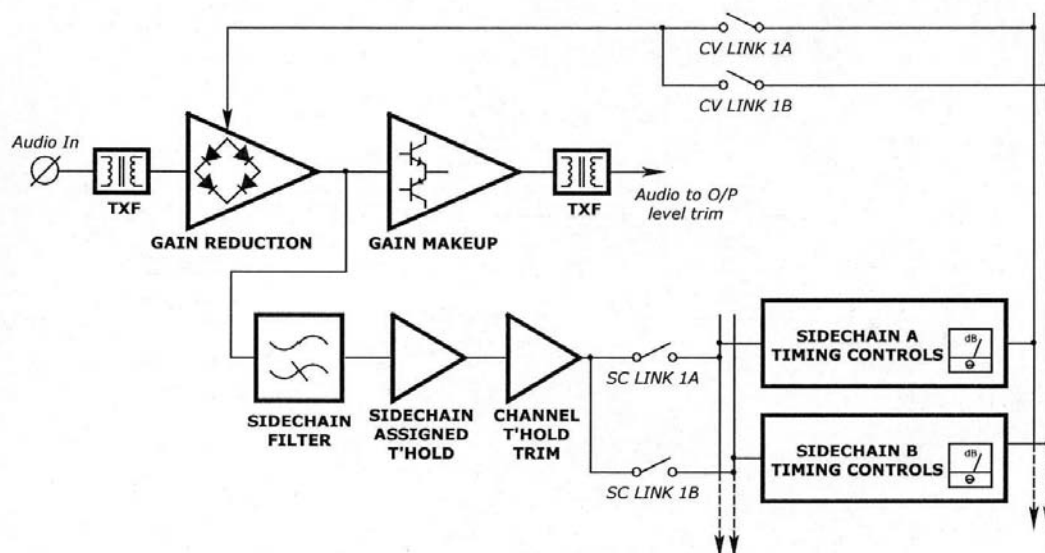 CV LINK 1A
CV LINK 1B
Audio In
TXF
GAIN REDUCTION
GAIN MAKEUP
TXF
Audio to O/P
level trim
SIDECHAIN
FILTER
SIDECHAIN
ASSIGNED
T'HOLD
CHANNEL
T'HOLD
TRIM
SC LINK 1A
SC LINK 1B
SIDECHAIN A
TIMING CONTROLS
dB
SIDECHAIN B
TIMING CONTROLS
dB